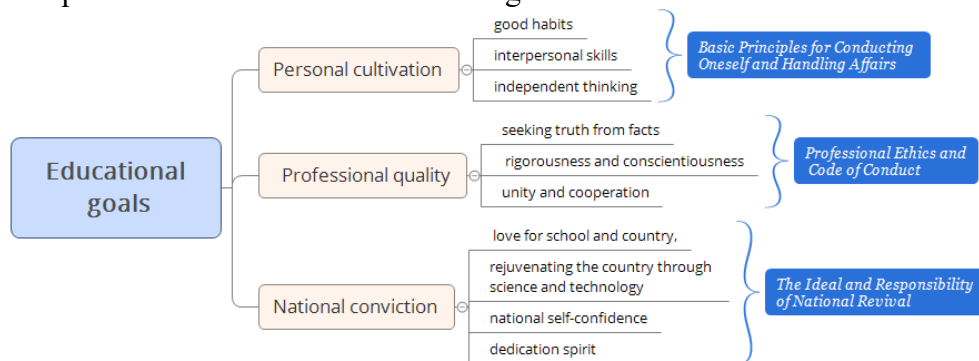 Educational
goals
Personal cultivation
good habits
interpersonal skills
independent thinking
Basic Principles for Conducting
Oneself and Handling Affairs
Professional quality
seeking truth from facts
rigorousness and conscientiousness
unity and cooperation
Professional Ethics and
Code of Conduct
National conviction
love for school and country,
rejuvenating the country through
science and technology
national self-confidence
dedication spirit
The Ideal and Responsibility
of National Revival